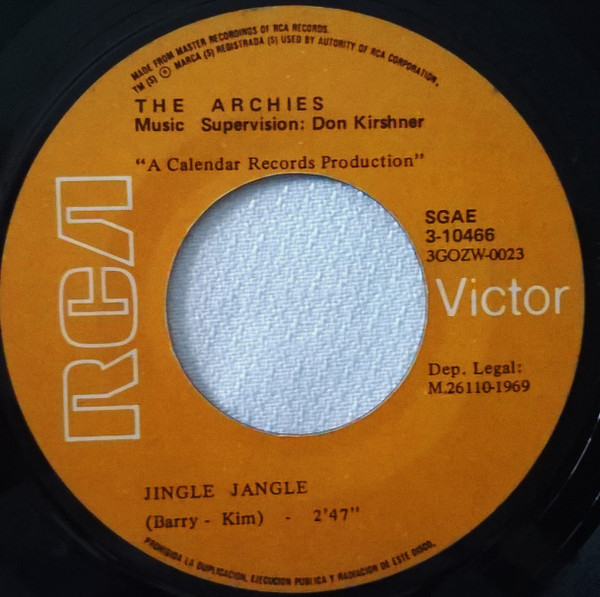 MADE FROM MASTER RECORDINGS OF RCA RECORDS.
TM (S) ® MARCA (S) REGISTRADA (S) USED BY AUTORITY OF RCA CORPORATION.
THE ARCHIES
Music Supervision: Don Kirshner
"A Calendar Records Production"
RCA
SGAE
3-10466
3GOZW-0023
Victor
Dep. Legal:
M.26110-1969
JINGLE JANGLE
(Barry - Kim) - 2'47"
PROHIBIDA LA DUPLICACION, EJECUCION PUBLICA Y RADIACION DE ESTE DISCO.